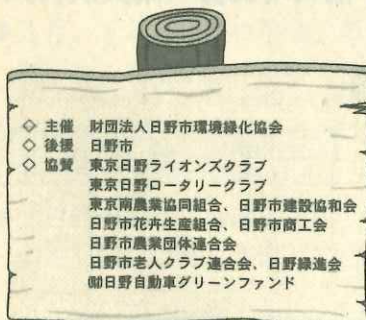 ◇ 主催 財団法人日野市環境緑化協会
◇ 後援 日野市
◇ 協賛 東京日野ライオンズクラブ
東京日野ロータリークラブ
東京南農業協同組合、日野市建設協和会
日野市花卉生産組合、日野市商工会
日野市農業団体連合会
日野市老人クラブ連合会、日野緑進会
㈶日野自動車グリーンファンド